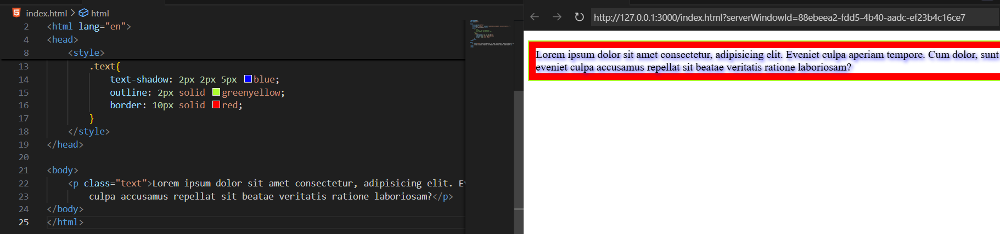 index.html > html
2 <html lang="en">
4 <head>
8 <style>
13 .text{
14 text-shadow: 2px 2px 5px blue;
15 outline: 2px solid greenyellow;
16 border: 10px solid red;
17 }
18 </style>
19 </head>
20
21 <body>
22 <p class="text">Lorem ipsum dolor sit amet consectetur, adipisicing elit. Ev
23 culpa accusamus repellat sit beatae veritatis ratione laboriosam?</p>
24 </body>
25 </html>
http://127.0.0.1:3000/index.html?serverWindowId=88ebeea2-fdd5-4b40-aadc-ef23b4c16ce7
Lorem ipsum dolor sit amet consectetur, adipisicing elit. Eveniet culpa aperiam tempore. Cum dolor, sunt
eveniet culpa accusamus repellat sit beatae veritatis ratione laboriosam?